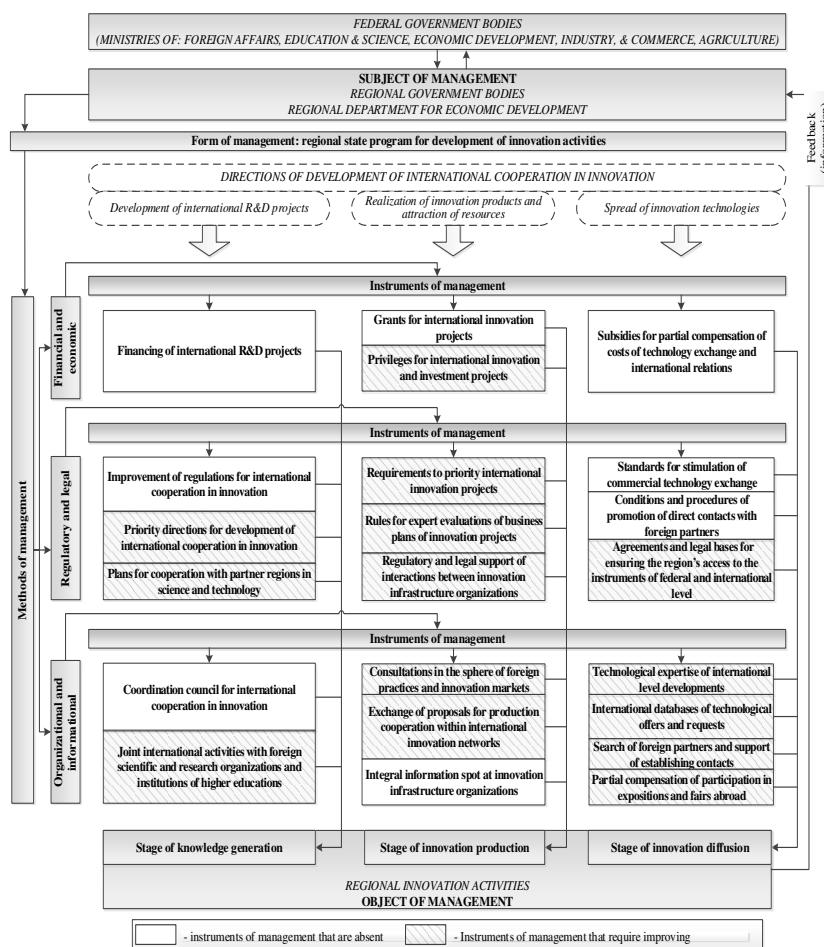 FEDERAL GOVERNMENT BODIES
(MINISTRIES OF: FOREIGN AFFAIRS, EDUCATION & SCIENCE, ECONOMIC DEVELOPMENT, INDUSTRY, & COMMERCE, AGRICULTURE)
SUBJECT OF MANAGEMENT
REGIONAL GOVERNMENT BODIES
REGIONAL DEPARTMENT FOR ECONOMIC DEVELOPMENT
Feedback
(information)
Form of management: regional state program for development of innovation activities
DIRECTIONS OF DEVELOPMENT OF INTERNATIONAL COOPERATION IN INNOVATION
Development of international R&D projects
Realization of innovation products and
attraction of resources
Spread of innovation technologies
Methods of management
Financial and
economic
Instruments of management
Financing of international R&D projects
Grants for international innovation
projects
Privileges for international innovation
and investment projects
Subsidies for partial compensation of
costs of technology exchange and
international relations
Regulatory and legal
Instruments of management
Improvement of regulations for international
cooperation in innovation
Priority directions for development of
international cooperation in innovation
Plans for cooperation with partner regions in
science and technology
Requirements to priority international
innovation projects
Rules for expert evaluations of business
plans of innovation projects
Regulatory and legal support of
interactions between innovation
infrastructure organizations
Standards for stimulation of
commercial technology exchange
Conditions and procedures of
promotion of direct contacts with
foreign partners
Agreements and legal bases for
ensuring the region's access to the
instruments of federal and international
level
Organizational and
informational
Instruments of management
Coordination council for international
cooperation in innovation
Joint international activities with foreign
scientific and research organizations and
institutions of higher educations
Consultations in the sphere of foreign
practices and innovation markets
Exchange of proposals for production
cooperation within international
innovation networks
Integral information spot at innovation
infrastructure organizations
Technological expertise of international
level developments
International databases of technological
offers and requests
Search of foreign partners and support of
establishing contacts
Partial compensation of participation in
expositions and fairs abroad
Stage of knowledge generation
Stage of innovation production
Stage of innovation diffusion
REGIONAL INNOVATION ACTIVITIES
OBJECT OF MANAGEMENT
- instruments of management that are absent
- Instruments of management that require improving